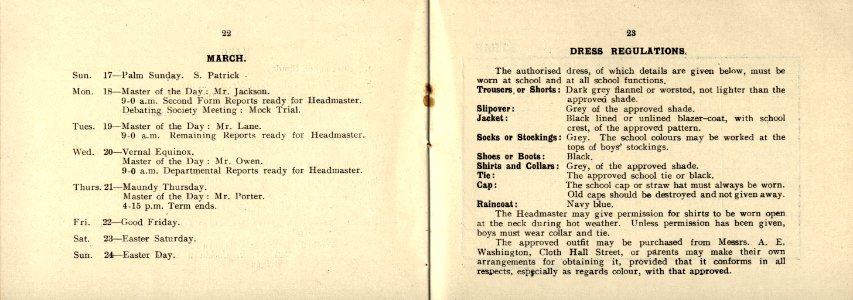 22
MARCH.
Sun. 17—Palm Sunday. S. Patrick
Mon. 18—Master of the Day: Mr. Jackson.
9-0 a.m. Second Form Reports ready for Headmaster.
Debating Society Meeting: Mock Trial.
Tues. 19—Master of the Day: Mr. Lane.
9-0 a.m. Remaining Reports ready for Headmaster.
Wed. 20—Vernal Equinox.
Master of the Day: Mr. Owen.
9-0 a.m. Departmental Reports ready for Headmaster.
Thurs. 21—Maundy Thursday.
Master of the Day: Mr. Porter.
4-15 p.m. Term ends.
Fri. 22—Good Friday.
Sat. 23—Easter Saturday.
Sun. 24—Easter Day.
23
DRESS REGULATIONS.
The authorised dress, of which details are given below, must be
worn at school and at all school functions.
Trousers or Shorts: Dark grey flannel or worsted, not lighter than the
approved shade.
Slipover: Grey of the approved shade.
Jacket: Black lined or unlined blazer-coat, with school
crest, of the approved pattern.
Socks or Stockings: Grey. The school colours may be worked at the
tops of boys' stockings.
Shoes or Boots: Black.
Shirts and Collars: Grey, of the approved shade.
Tie: The approved school tie or black.
Cap: The school cap or straw hat must always be worn.
Old caps should be destroyed and not given away.
Raincoat: Navy blue.
The Headmaster may give permission for shirts to be worn open
at the neck during hot weather. Unless permission has been given,
boys must wear collar and tie.
The approved outfit may be purchased from Messrs. A. E.
Washington, Cloth Hall Street, or parents may make their own
arrangements for obtaining it, provided that it conforms in all
respects, especially as regards colour, with that approved.